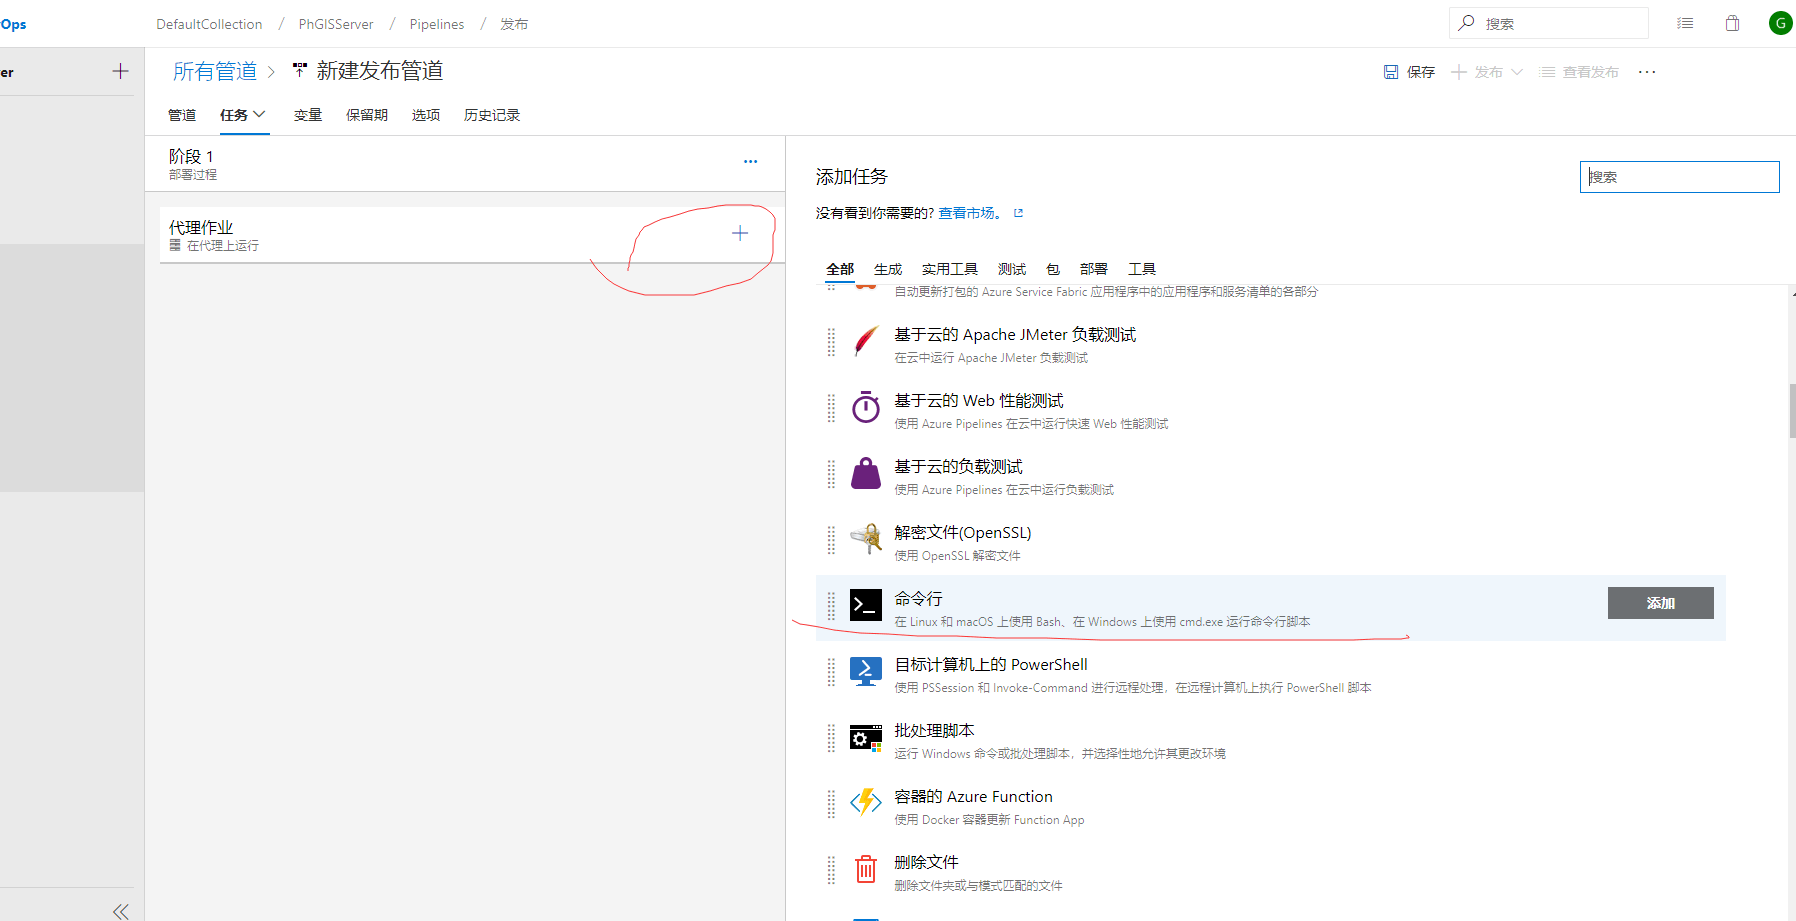 Ops
DefaultCollection / PhGISServer / Pipelines / 发布
搜索
G
er
所有管道 > 新建发布管道
保存
发布
查看发布
管道 任务 变量 保留期 选项 历史记录
阶段 1
部署过程
代理作业
在代理上运行
添加任务
搜索
没有看到你需要的? 查看市场。
全部 生成 实用工具 测试 包 部署 工具
自动更新打包的 Azure Service Fabric 应用程序中的应用程序和服务清单的各部分
基于云的 Apache JMeter 负载测试
在云中运行 Apache JMeter 负载测试
基于云的 Web 性能测试
使用 Azure Pipelines 在云中运行快速 Web 性能测试
基于云的负载测试
使用 Azure Pipelines 在云中运行负载测试
解密文件(OpenSSL)
使用 OpenSSL 解密文件
命令行
在 Linux 和 macOS 上使用 Bash、在 Windows 上使用 cmd.exe 运行命令行脚本
添加
目标计算机上的 PowerShell
使用 PSSession 和 Invoke-Command 进行远程处理，在远程计算机上执行 PowerShell 脚本
批处理脚本
运行 Windows 命令或批处理脚本，并选择性地允许其更改环境
容器的 Azure Function
使用 Docker 容器更新 Function App
删除文件
删除文件夹或与模式匹配的文件